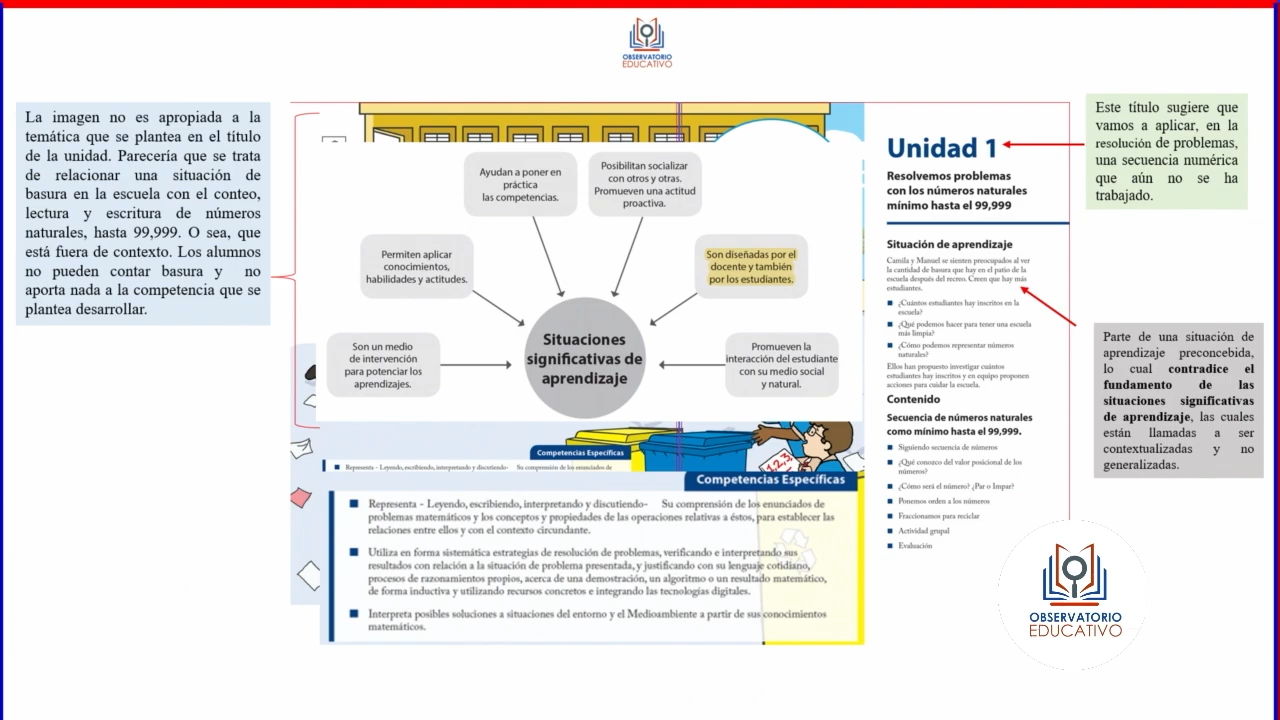 OBSERVATORIO
EDUCATIVO
La imagen no es apropiada a la
temática que se plantea en el título
de la unidad. Parecería que se trata
de relacionar una situación de
basura en la escuela con el conteo,
lectura y escritura de números
naturales, hasta 99,999. O sea, que
está fuera de contexto. Los alumnos
no pueden contar basura y no
aporta nada a la competencia que se
plantea desarrollar.
Ayudan a poner en
práctica
las competencias.
Posibilitan socializar
con otros y otras.
Promueven una actitud
proactiva.
Permiten aplicar
conocimientos,
habilidades y actitudes.
Son diseñadas por el
docente y también
por los estudiantes.
Son un medio
de intervención
para potenciar los
aprendizajes.
Situaciones
significativas de
aprendizaje
Promueven la
interacción del estudiante
con su medio social
y natural.
1,2,3
Competencias Específicas
Representa - Leyendo, escribiendo, interpretando y discutiendo- Su comprensión de los enunciados de
Competencias Específicas
Representa - Leyendo, escribiendo, interpretando y discutiendo- Su comprensión de los enunciados de
problemas matemáticos y los conceptos y propiedades de las operaciones relativas a éstos, para establecer las
relaciones entre ellos y con el contexto circundante.
Utiliza en forma sistemática estrategias de resolución de problemas, verificando e interpretando sus
resultados con relación a la situación de problema presentada, y justificando con su lenguaje cotidiano,
procesos de razonamientos propios, acerca de una demostración, un algoritmo o un resultado matemático,
de forma inductiva y utilizando recursos concretos e integrando las tecnologías digitales.
Interpreta posibles soluciones a situaciones del entorno y el Medioambiente a partir de sus conocimientos
matemáticos.
Unidad 1
Resolvemos problemas
con los números naturales
mínimo hasta el 99,999
Situación de aprendizaje
Camila y Manuel se sienten preocupados al ver
la cantidad de basura que hay en el patio de la
escuela después del recreo. Creen que hay más
estudiantes.
¿Cuántos estudiantes hay inscritos en la
escuela?
¿Qué podemos hacer para tener una escuela
más limpia?
¿Cómo podemos representar números
naturales?
Ellos han propuesto investigar cuántos
estudiantes hay inscritos y en equipo proponen
acciones para cuidar la escuela.
Contenido
Secuencia de números naturales
como mínimo hasta el 99,999.
Siguiendo secuencia de números
¿Qué conozco del valor posicional de los
números?
¿Cómo será el número? ¿Par o Impar?
Ponemos orden a los números
Fraccionamos para reciclar
Actividad grupal
Evaluación
Este título sugiere que
vamos a aplicar, en la
resolución de problemas,
una secuencia numérica
que aún no se ha
trabajado.
Parte de una situación de
aprendizaje preconcebida,
lo cual contradice el
fundamento de las
situaciones significativas
de aprendizaje, las cuales
están llamadas a ser
contextualizadas y no
generalizadas.
OBSERVATORIO
EDUCATIVO